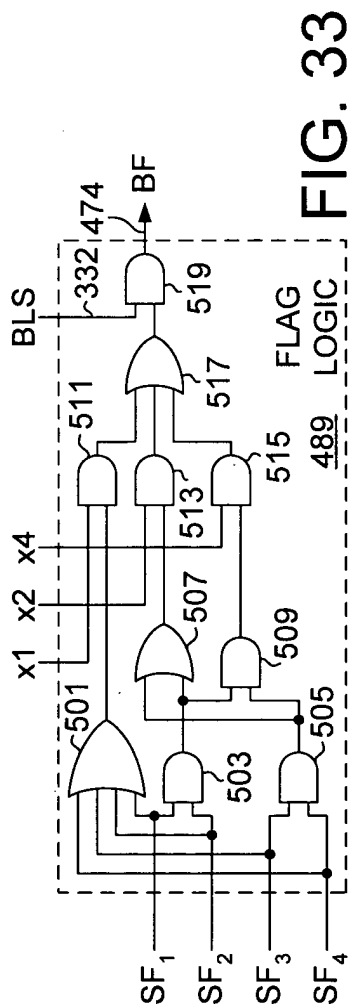 x1
x2
x4
BLS
332
474
BF
501
511
507
513
517
519
503
509
515
505
SF1
SF2
SF3
SF4
FLAG
LOGIC
489
FIG. 33